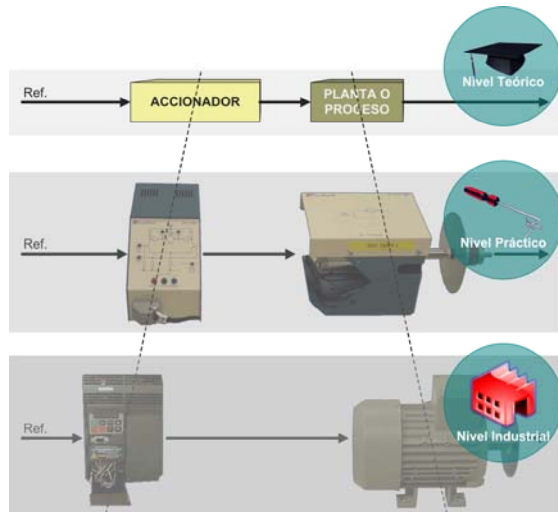 Nivel Teórico
Ref.
ACCIONADOR
PLANTA O
PROCESO
Ref.
Nivel Práctico
Ref.
Nivel Industrial